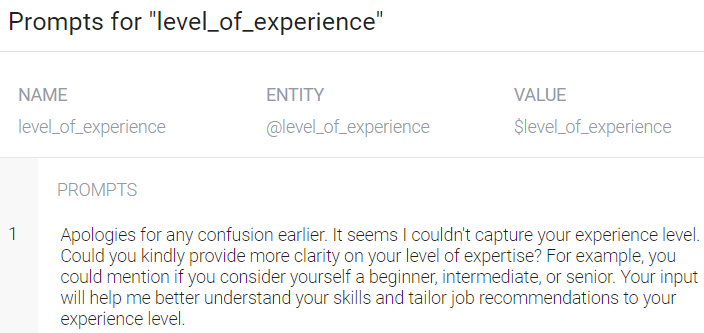 Prompts for "level_of_experience"
NAME ENTITY VALUE
level_of_experience @level_of_experience $level_of_experience
PROMPTS
1 Apologies for any confusion earlier. It seems I couldn't capture your experience level.
Could you kindly provide more clarity on your level of expertise? For example, you
could mention if you consider yourself a beginner, intermediate, or senior. Your input
will help me better understand your skills and tailor job recommendations to your
experience level.